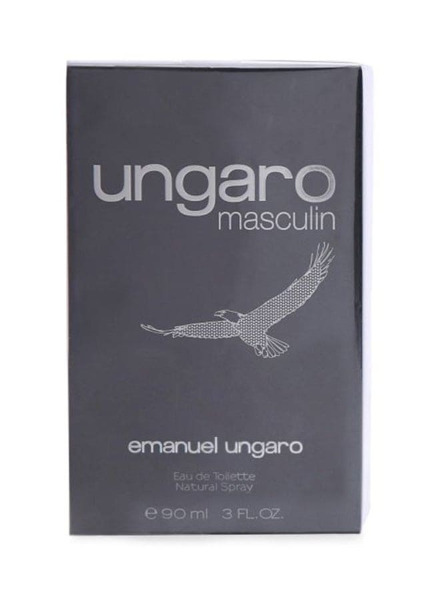 ungaro
masculin
emanuel ungaro
Eau de Toilette
Natural Spray
℮ 90 ml 3 FL.OZ.